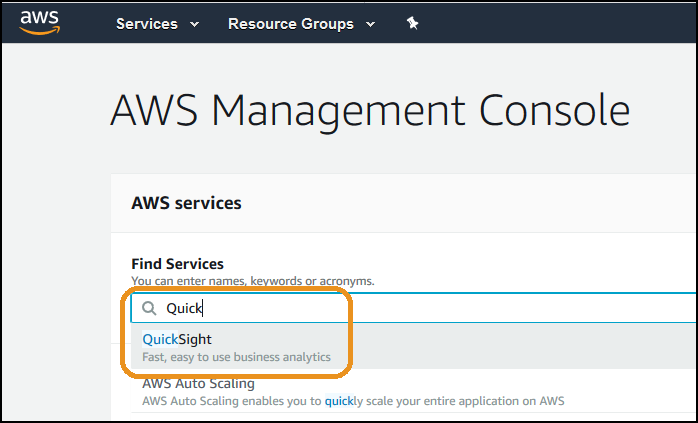 aws Services Resource Groups
AWS Management Console
AWS services
Find Services
You can enter names, keywords or acronyms.
Quick
QuickSight
Fast, easy to use business analytics
AWS Auto Scaling
AWS Auto Scaling enables you to quickly scale your entire application on AWS